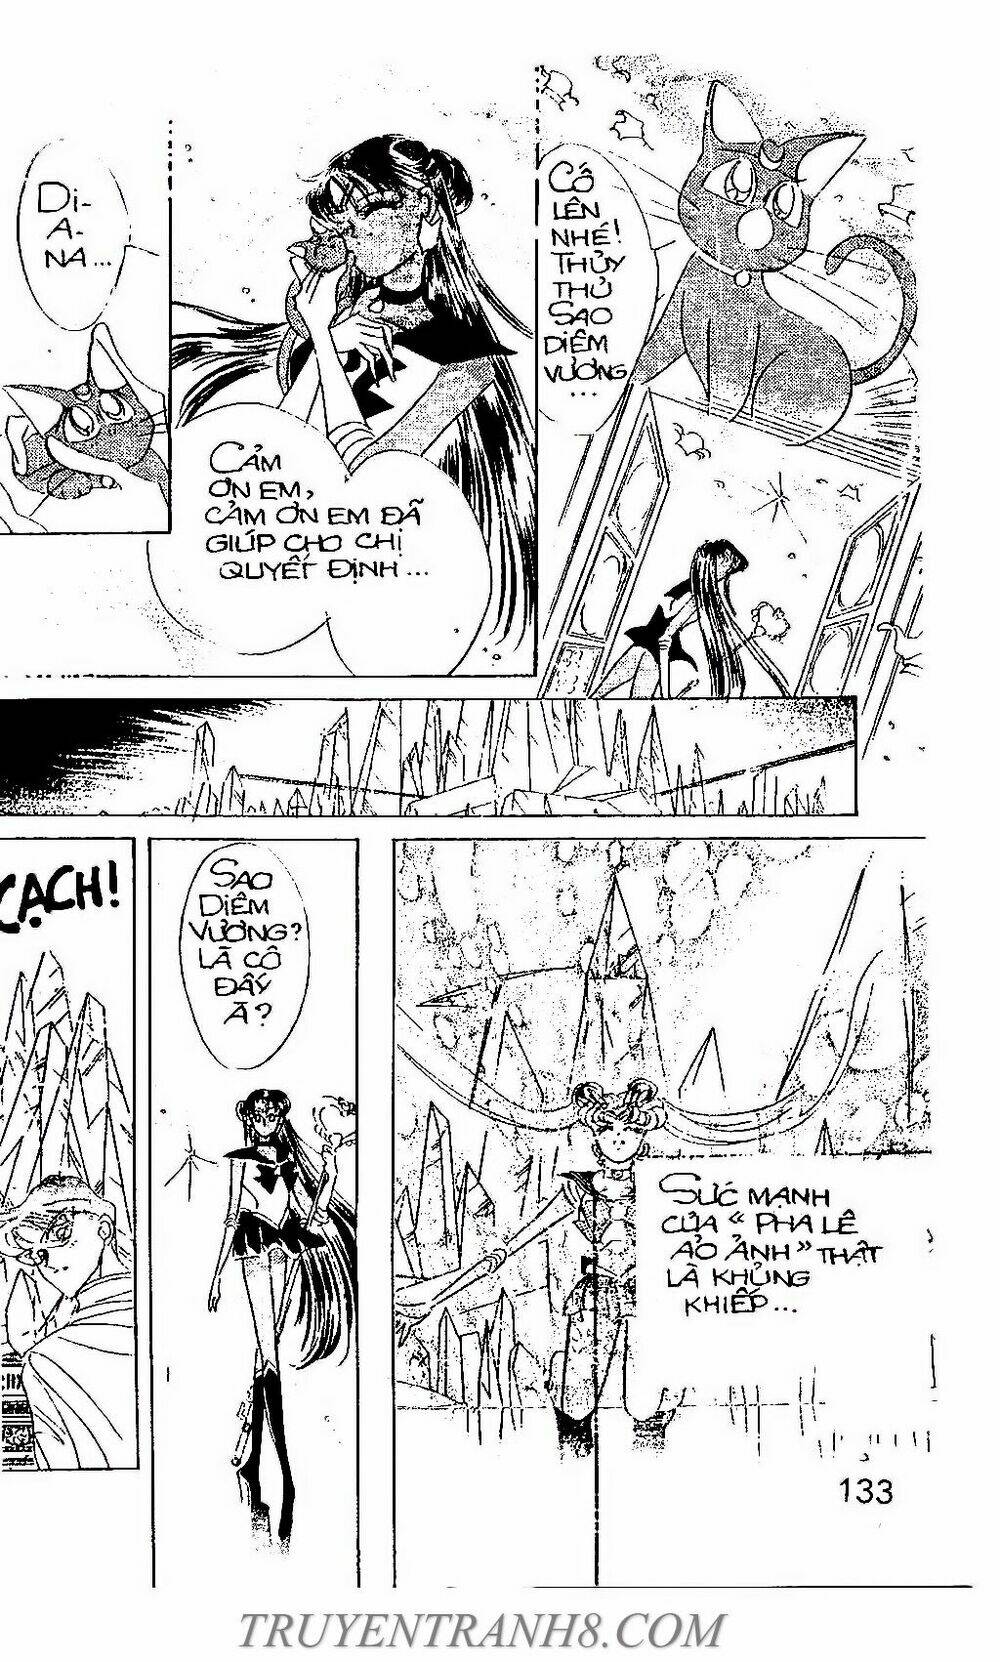 CỐ
LÊN
NHÉ!
THỦY
THỦ
SAO
DIÊM
VƯƠNG
...
DI-
A-
NA...
CẢM
ƠN EM,
CẢM ƠN EM ĐÃ
GIÚP CHO CHỊ
QUYẾT ĐỊNH...
SỨC MẠNH
CỦA "PHA LÊ
ẢO ẢNH" THẬT
LÀ KHỦNG
KHIẾP...
SAO
DIÊM
VƯƠNG?
LÀ CÔ
ĐẤY
À?
CẠCH!
133
TRUYENTRANH8.COM